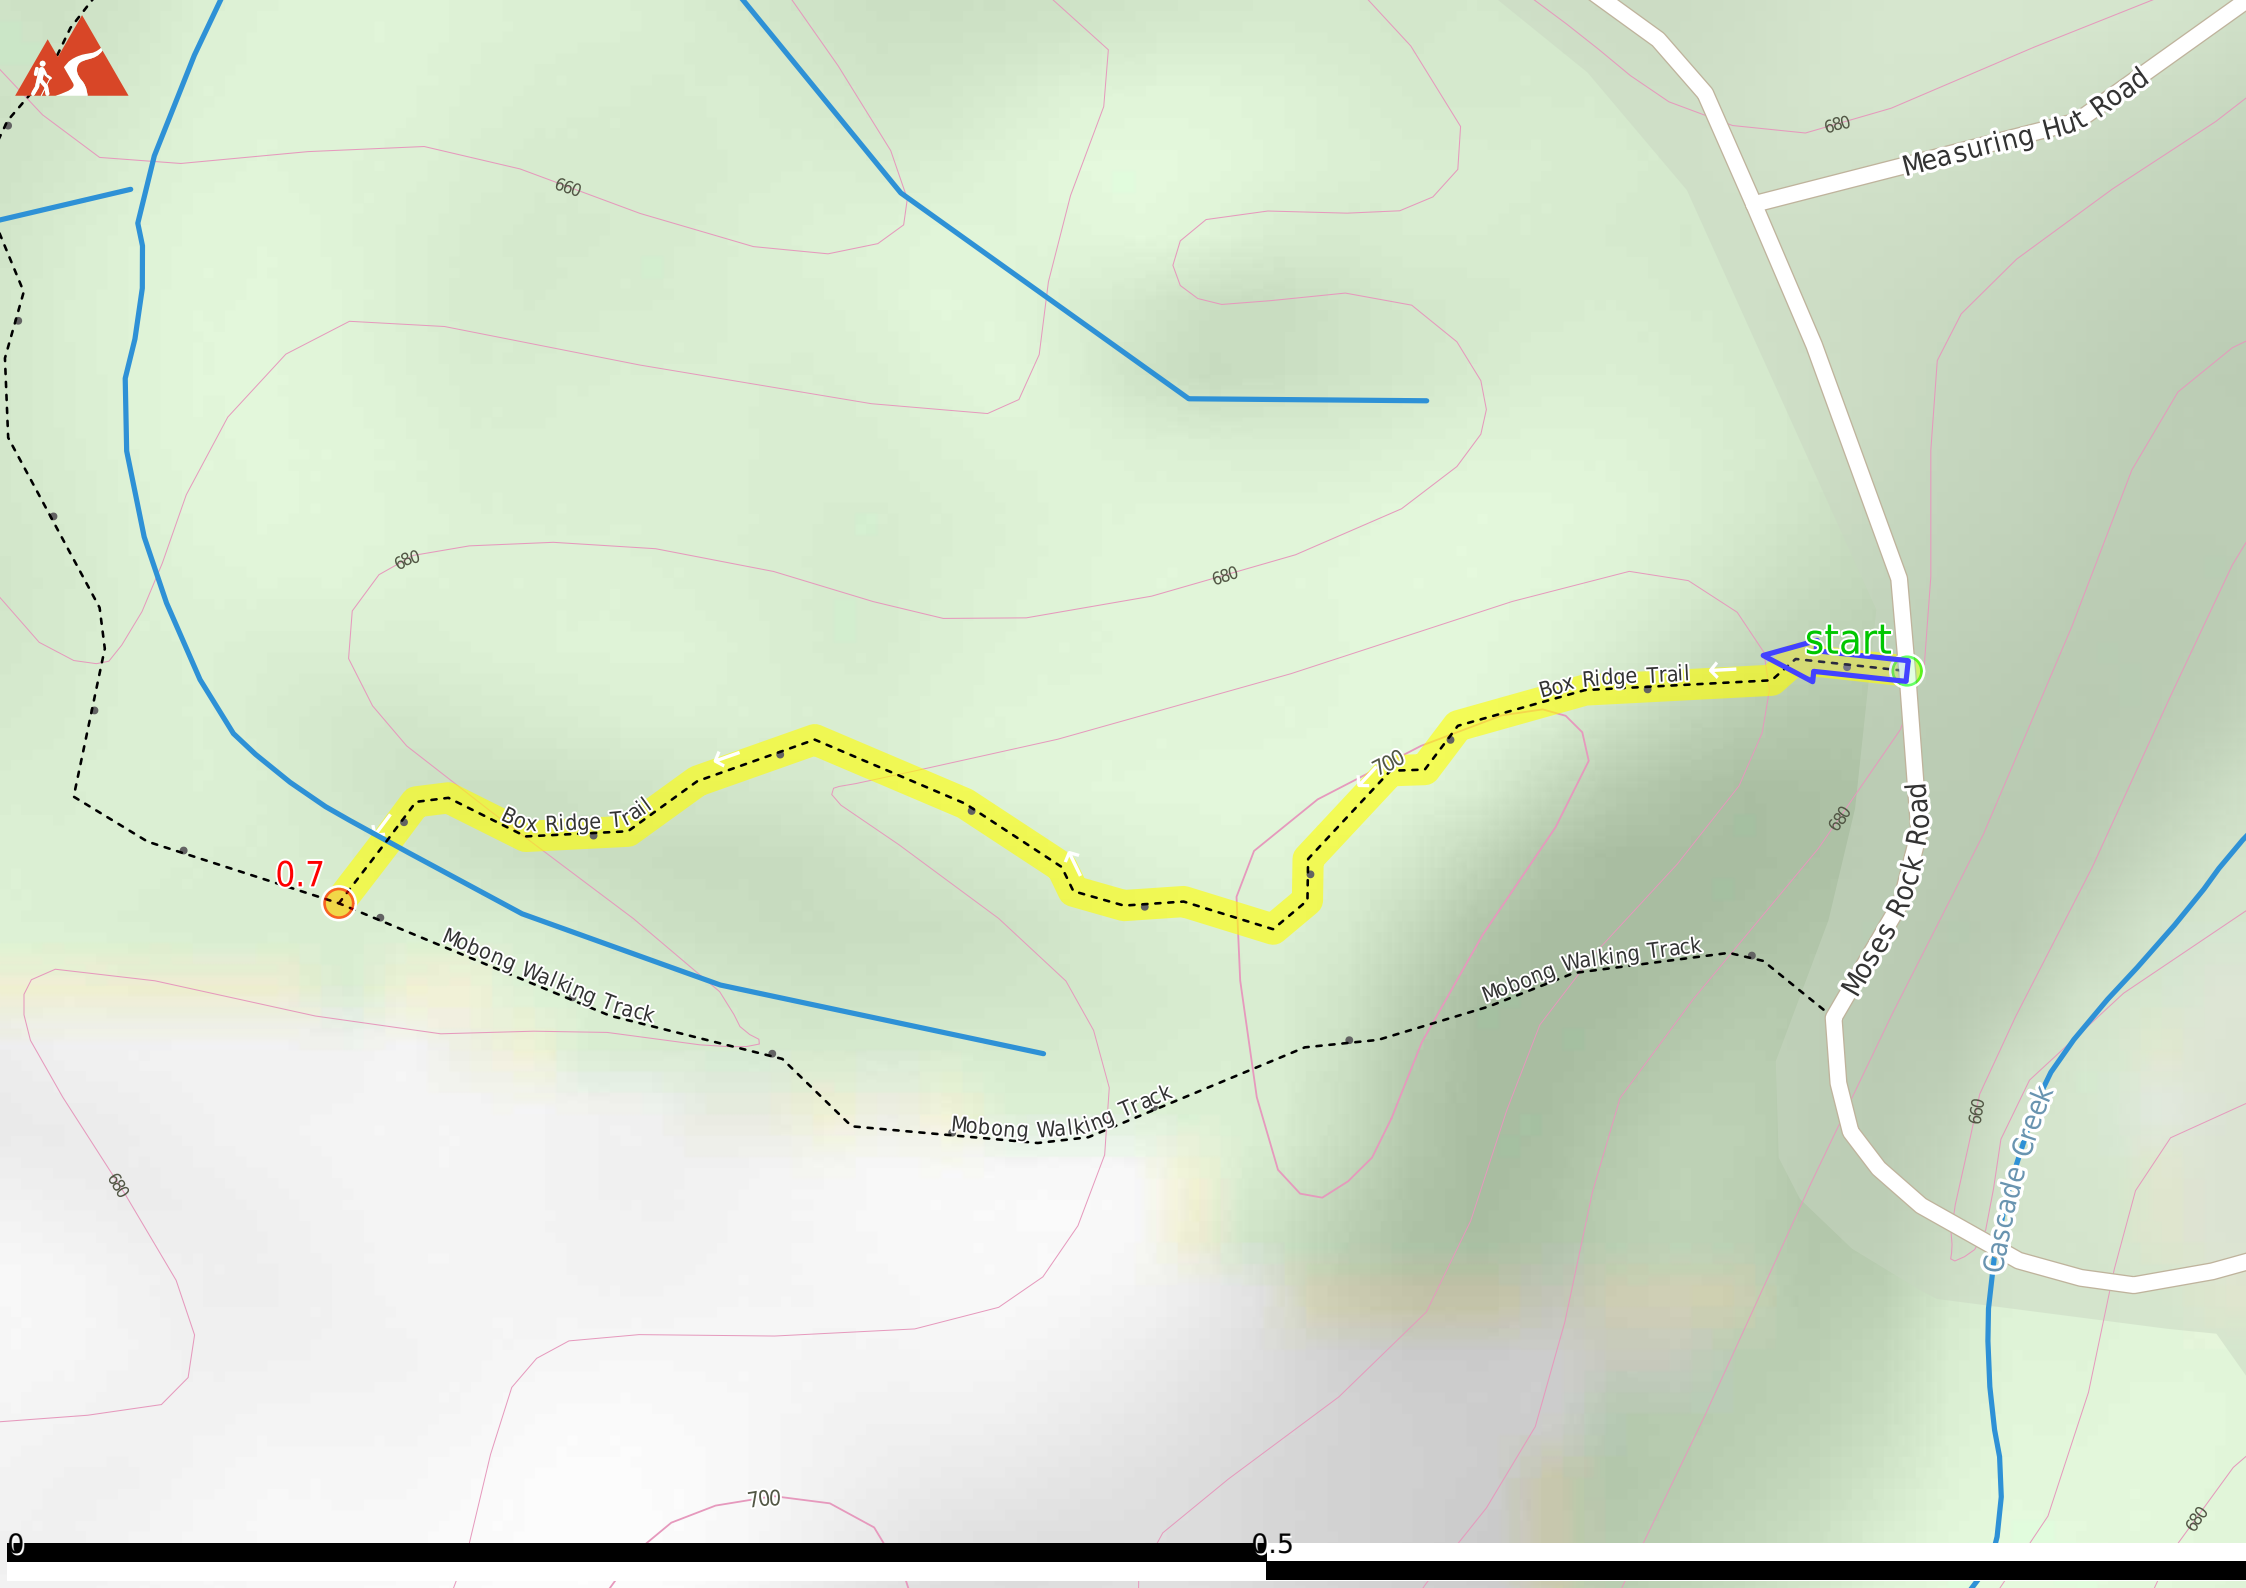 Measuring Hut Road
680
660
680
680
start
Box Ridge Trail
700
Box Ridge Trail
680
Moses Rock Road
0.7
Mobong Walking Track
Mobong Walking Track
Mobong Walking Track
660
Cascade Creek
680
700
680
0
0.5